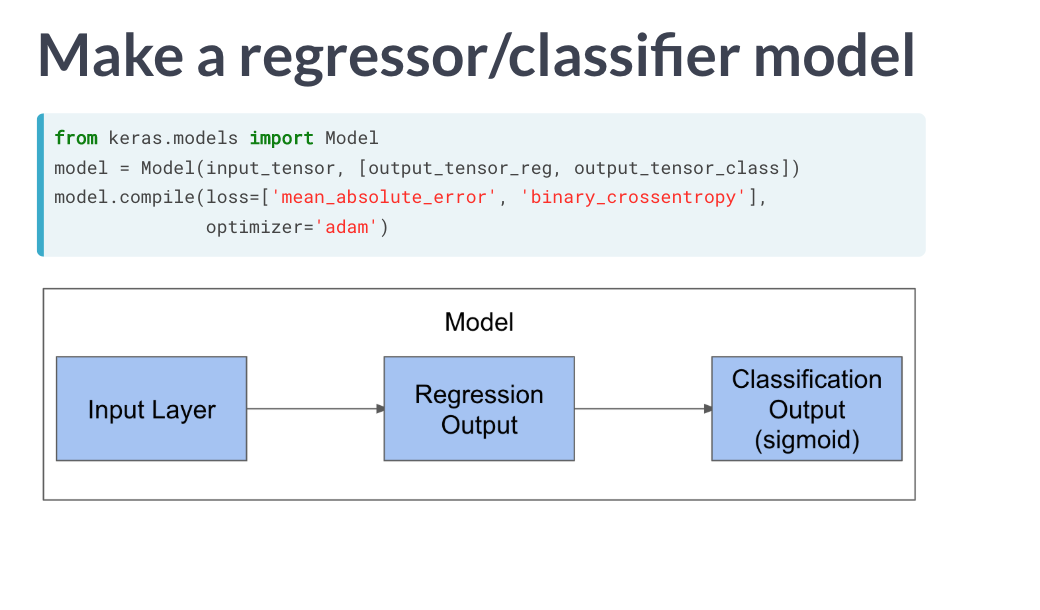 Make a regressor/classifier model
from keras.models import Model
model = Model(input_tensor, [output_tensor_reg, output_tensor_class])
model.compile(loss=['mean_absolute_error', 'binary_crossentropy'],
              optimizer='adam')
Model
Input Layer
Regression
Output
Classification
Output
(sigmoid)